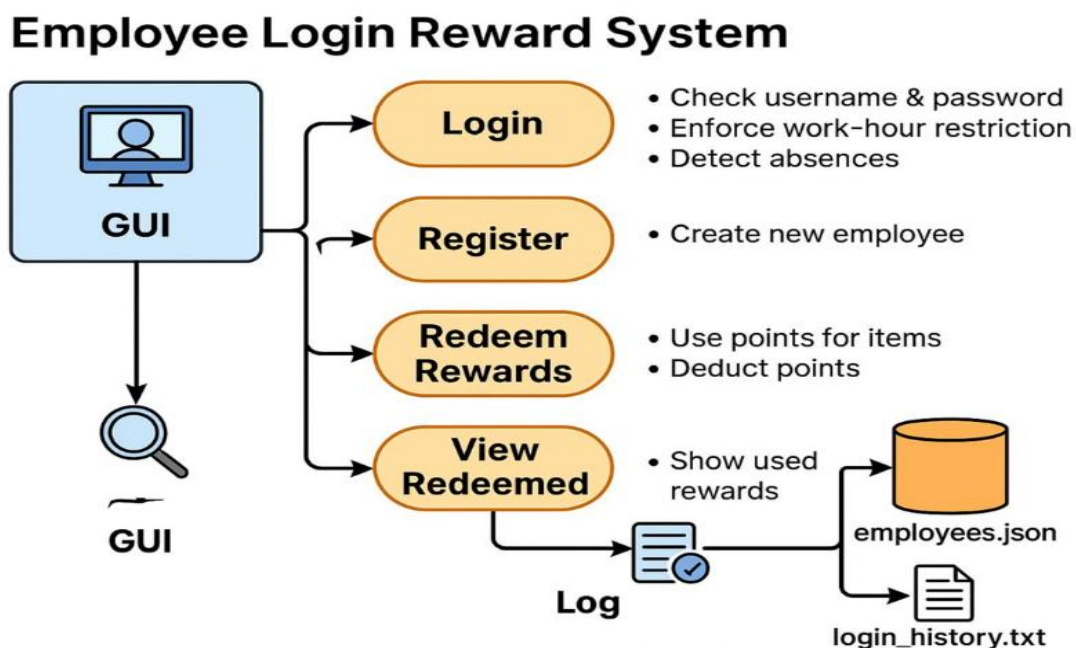 Employee Login Reward System
GUI
Login
• Check username & password
• Enforce work-hour restriction
• Detect absences
Register
• Create new employee
Redeem
Rewards
• Use points for items
• Deduct points
View
Redeemed
• Show used
rewards
GUI
Log
employees.json
login_history.txt